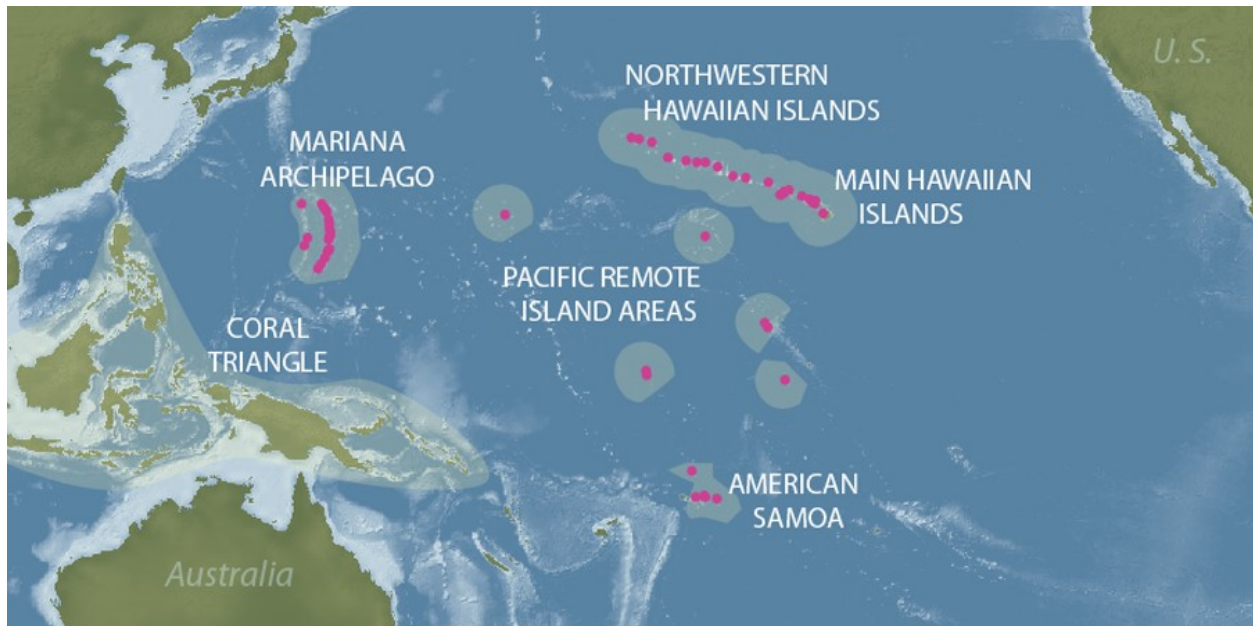 U. S.
NORTHWESTERN
HAWAIIAN ISLANDS
MARIANA
ARCHIPELAGO
MAIN HAWAIIAN
ISLANDS
PACIFIC REMOTE
ISLAND AREAS
CORAL
TRIANGLE
AMERICAN
SAMOA
Australia